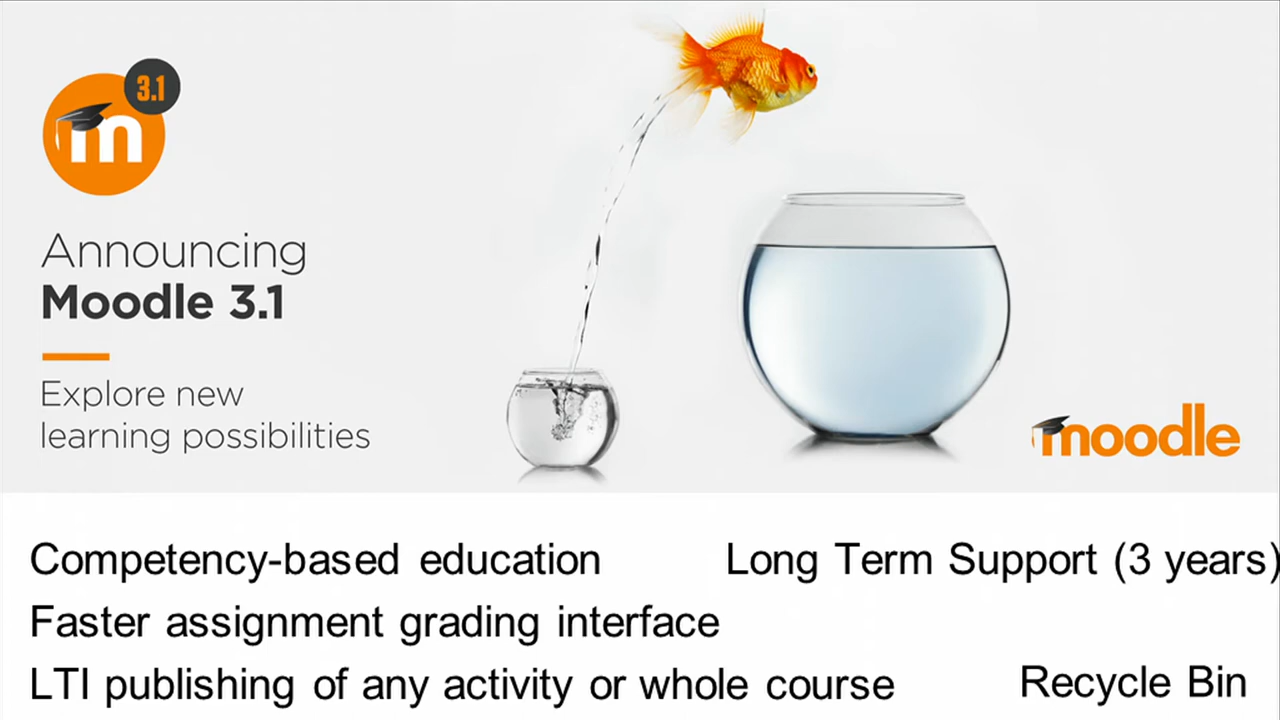 3.1
m
Announcing
Moodle 3.1
Explore new
learning possibilities
moodle
Competency-based education
Long Term Support (3 years)
Faster assignment grading interface
LTI publishing of any activity or whole course
Recycle Bin